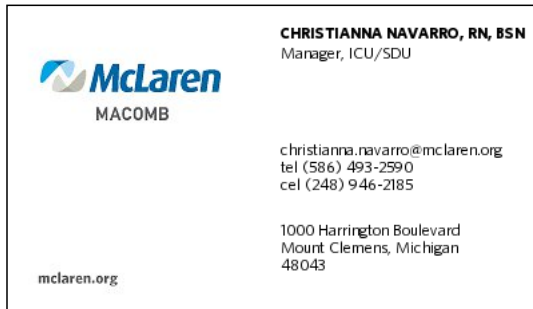 McLaren
MACOMB
mclaren.org
CHRISTIANNA NAVARRO, RN, BSN
Manager, ICU/SDU
christianna.navarro@mclaren.org
tel (586) 493-2590
cel (248) 946-2185
1000 Harrington Boulevard
Mount Clemens, Michigan
48043